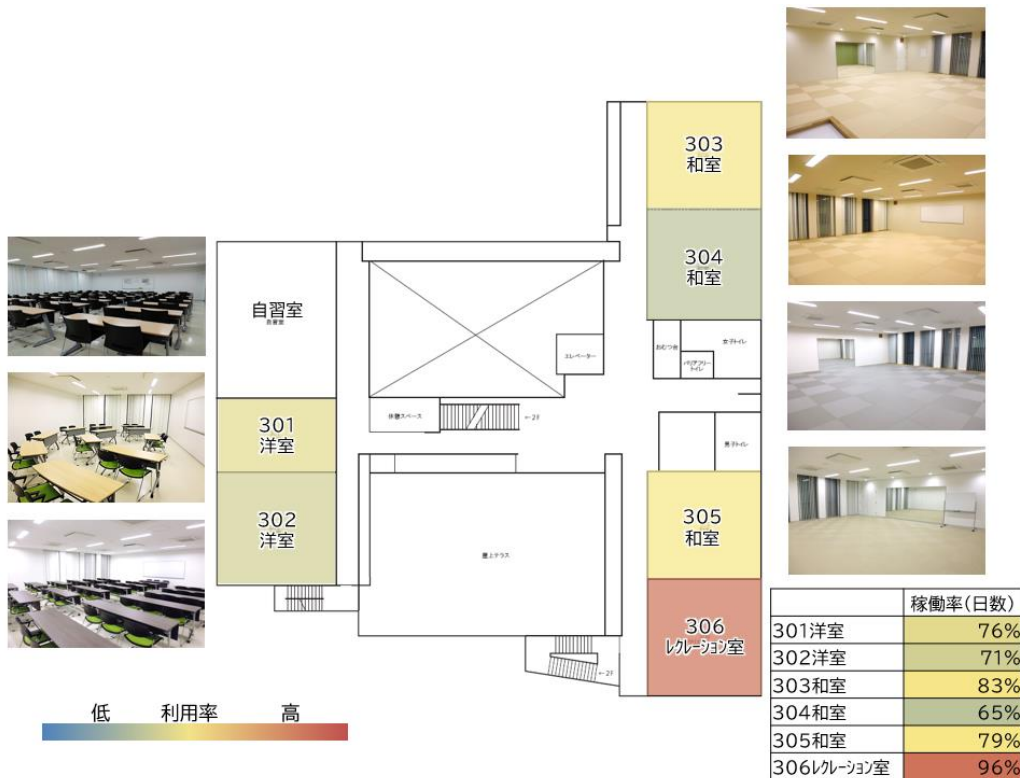 303
和室
304
和室
自習室
自習室
エレベーター
おむつ台
女子トイレ
バリアフリー
トイレ
301
洋室
休憩スペース
←2F
男子トイレ
302
洋室
305
和室
屋上テラス
306
レクレーション室
←2F
低 利用率 高
稼働率(日数)
301洋室 76%
302洋室 71%
303和室 83%
304和室 65%
305和室 79%
306レクレーション室 96%